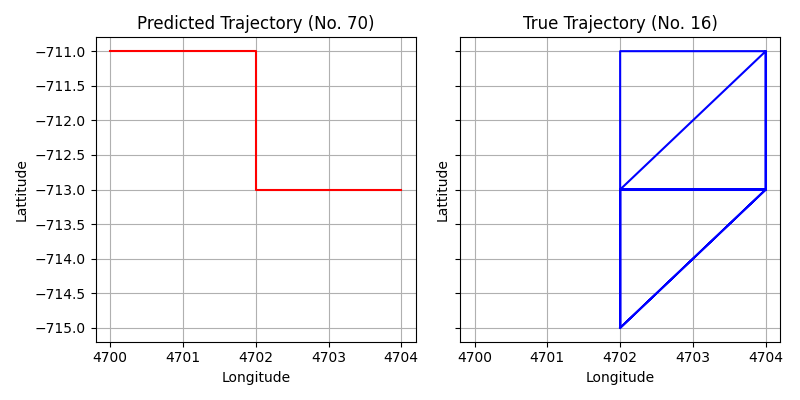 Predicted Trajectory (No. 70)
True Trajectory (No. 16)
−711.0
−711.5
−712.0
−712.5
−713.0
−713.5
−714.0
−714.5
−715.0
Lattitude
Lattitude
4700 4701 4702 4703 4704
4700 4701 4702 4703 4704
Longitude
Longitude